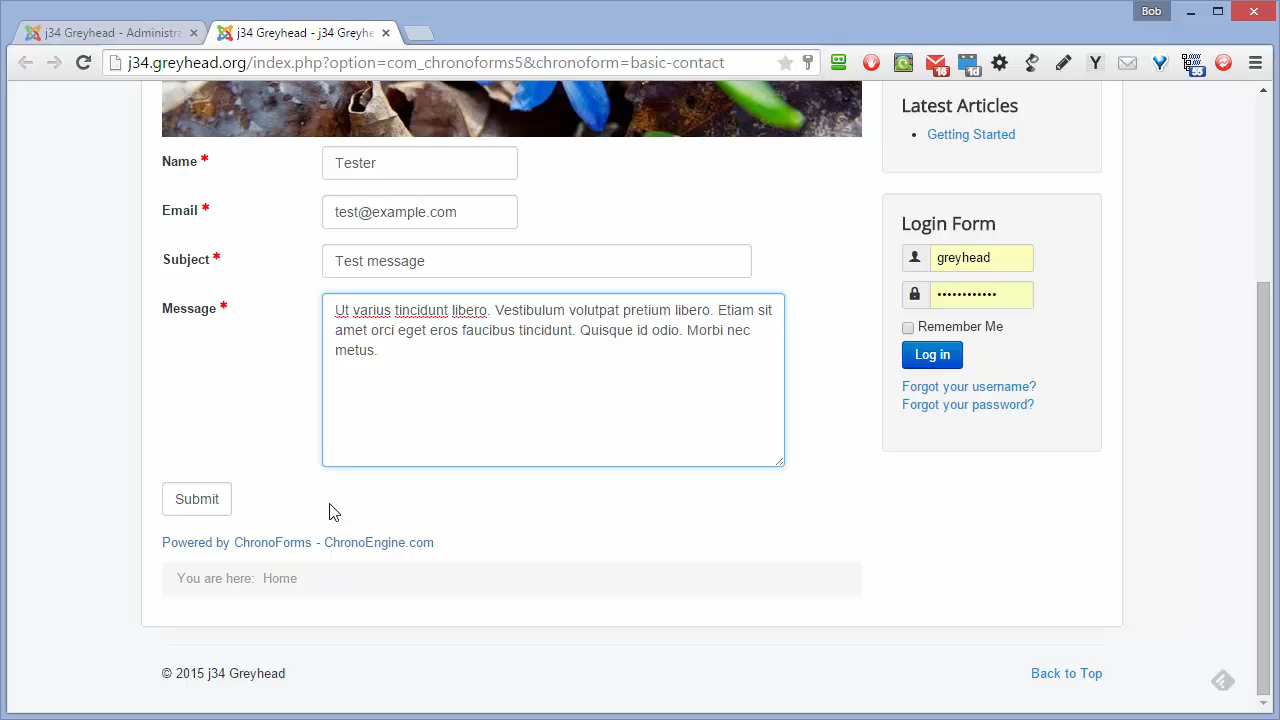 Bob
j34 Greyhead - Administra
j34 Greyhead - j34 Greyhe
j34.greyhead.org/index.php?option=com_chronoforms5&chronoform=basic-contact
16
1d
Y
55
Name *
Tester
Email *
test@example.com
Subject *
Test message
Message *
Ut varius tincidunt libero. Vestibulum volutpat pretium libero. Etiam sit
amet orci eget eros faucibus tincidunt. Quisque id odio. Morbi nec
metus.
Submit
Powered by ChronoForms - ChronoEngine.com
You are here: Home
Latest Articles
Getting Started
Login Form
greyhead
••••••••••••
Remember Me
Log in
Forgot your username?
Forgot your password?
© 2015 j34 Greyhead
Back to Top